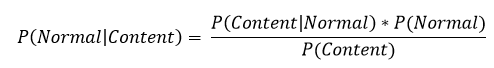 P(Normal|Content) = P(Content|Normal) * P(Normal) / P(Content)